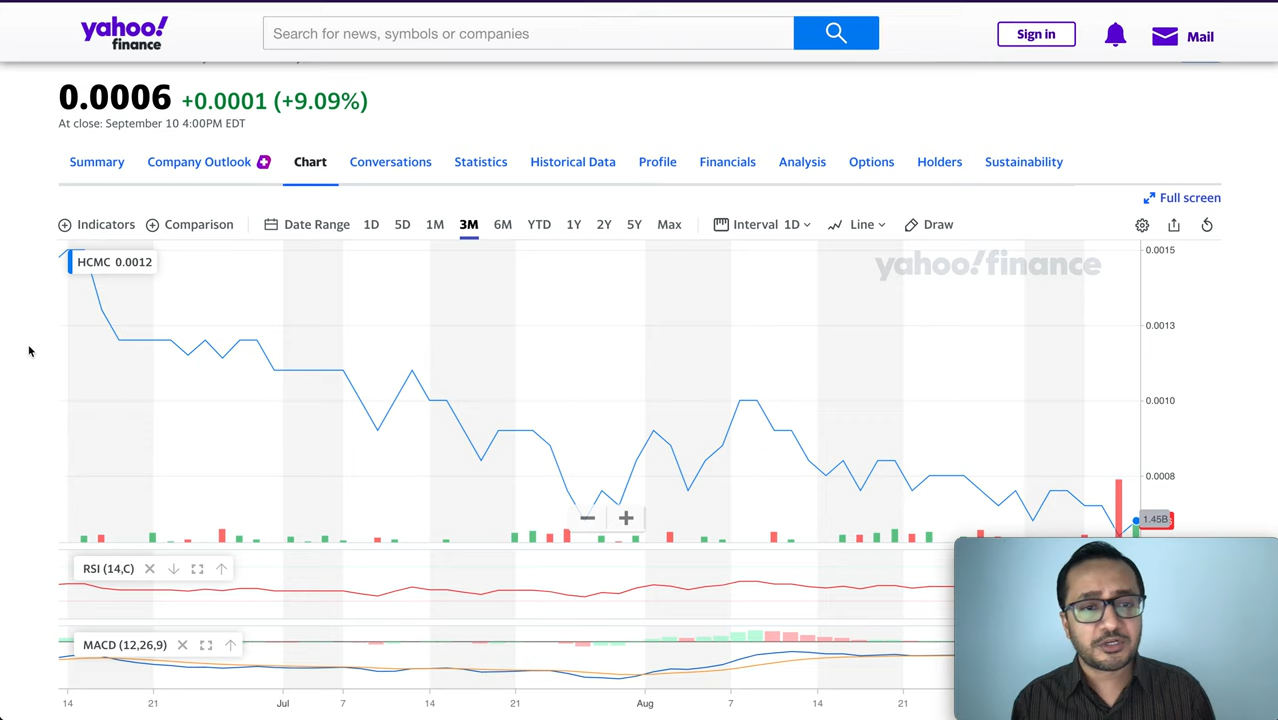 yahoo!
finance
Search for news, symbols or companies
Sign in
Mail
0.0006 +0.0001 (+9.09%)
At close: September 10 4:00PM EDT
Summary Company Outlook Chart Conversations Statistics Historical Data Profile Financials Analysis Options Holders Sustainability
Full screen
Indicators Comparison Date Range 1D 5D 1M 3M 6M YTD 1Y 2Y 5Y Max Interval 1D Line Draw
HCMC 0.0012
yahoo!finance
0.0015
0.0013
0.0010
0.0008
1.45B
RSI (14,C)
MACD (12,26,9)
14 21 Jul 7 14 21 Aug 7 14 21